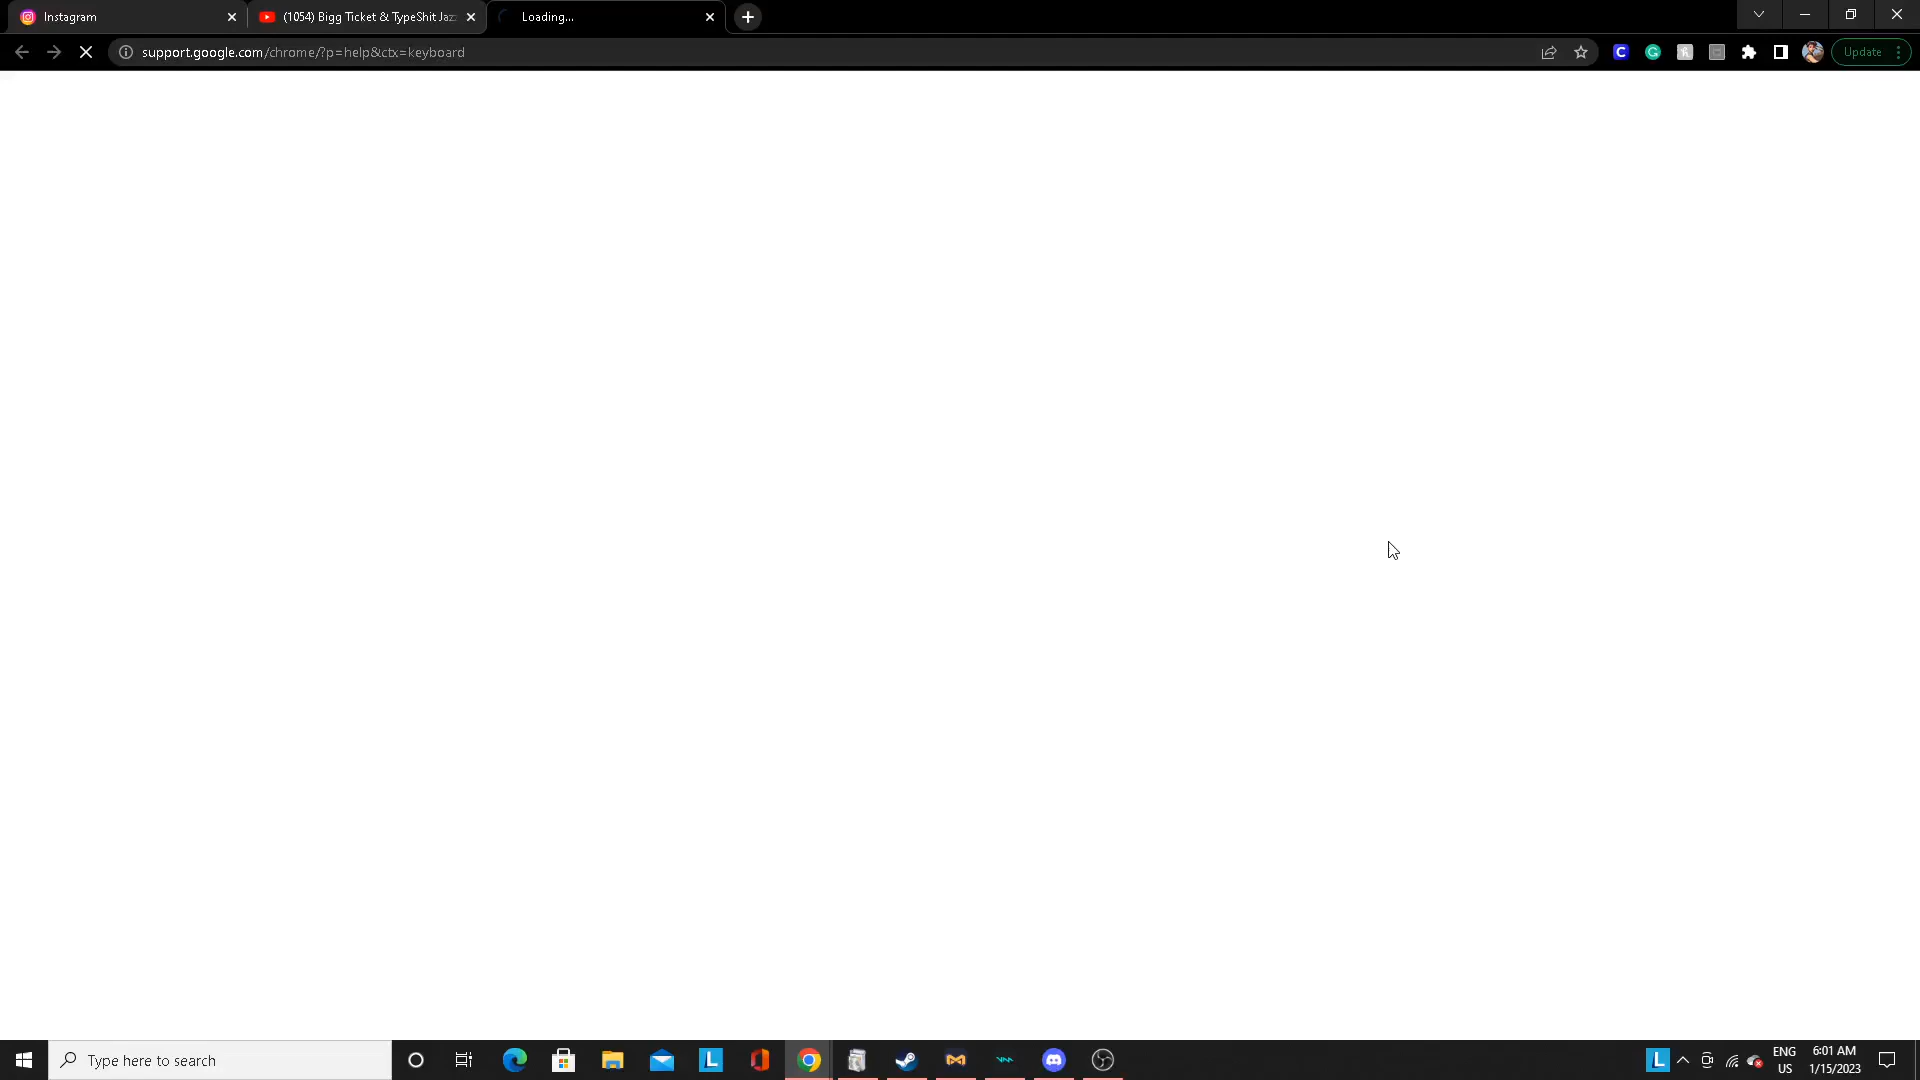 Instagram
(1054) Bigg Ticket & TypeShit Jaz
Loading...
support.google.com/chrome/?p=help&ctx=keyboard
Update
Type here to search
ENG
US
6:01 AM
1/15/2023